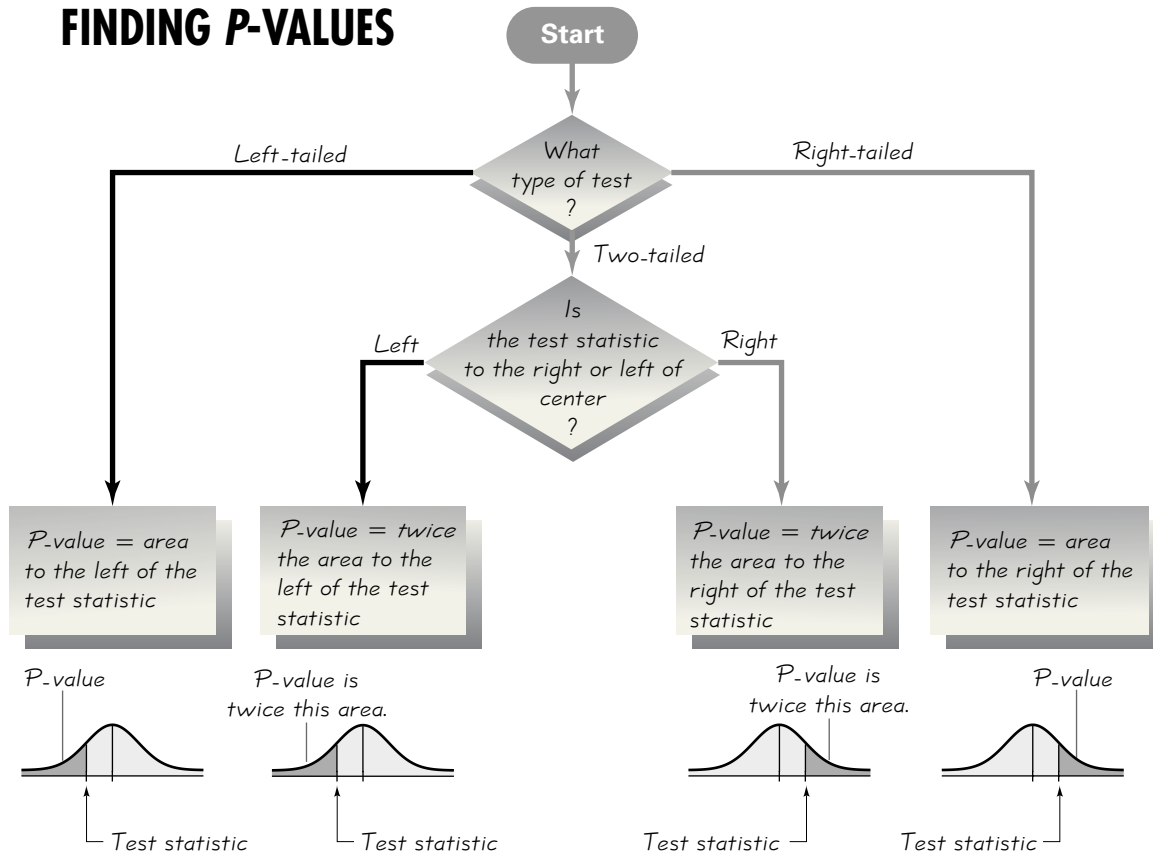 FINDING P-VALUES
Start
What
type of test
?
Left-tailed
Right-tailed
Two-tailed
Is
the test statistic
to the right or left of
center
?
Left
Right
P-value = area
to the left of the
test statistic
P-value = twice
the area to the
left of the test
statistic
P-value = twice
the area to the
right of the test
statistic
P-value = area
to the right of the
test statistic
P-value
P-value is
twice this area.
P-value is
twice this area.
P-value
Test statistic
Test statistic
Test statistic
Test statistic